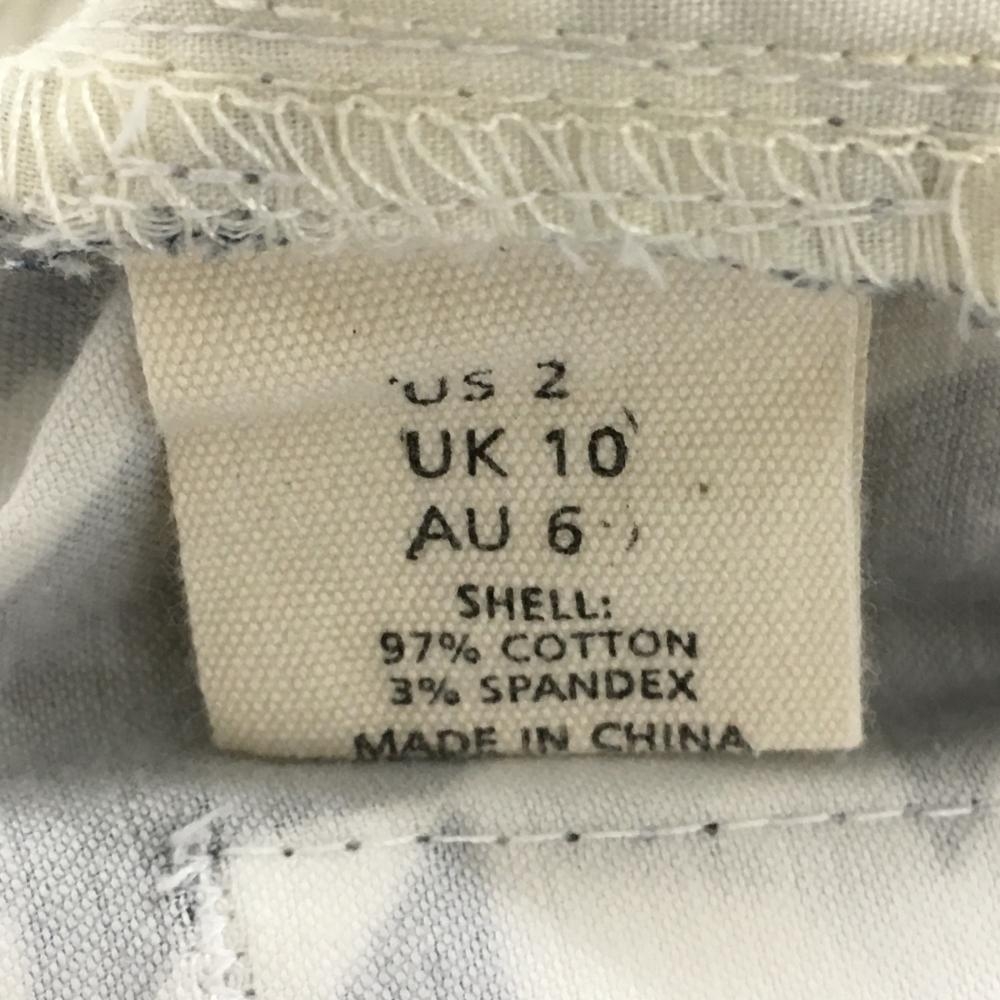 US 2
UK 10
AU 6
SHELL:
97% COTTON
3% SPANDEX
MADE IN CHINA